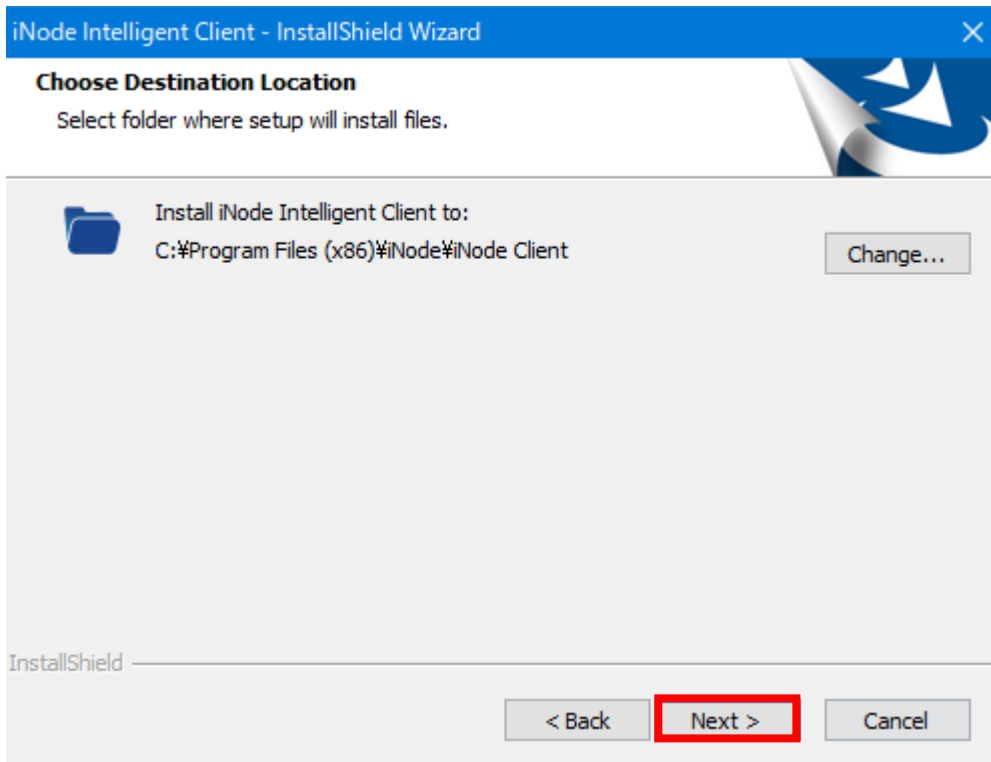 iNode Intelligent Client - InstallShield Wizard
Choose Destination Location
Select folder where setup will install files.
Install iNode Intelligent Client to:
C:¥Program Files (x86)¥iNode¥iNode Client
Change...
InstallShield
< Back Next > Cancel